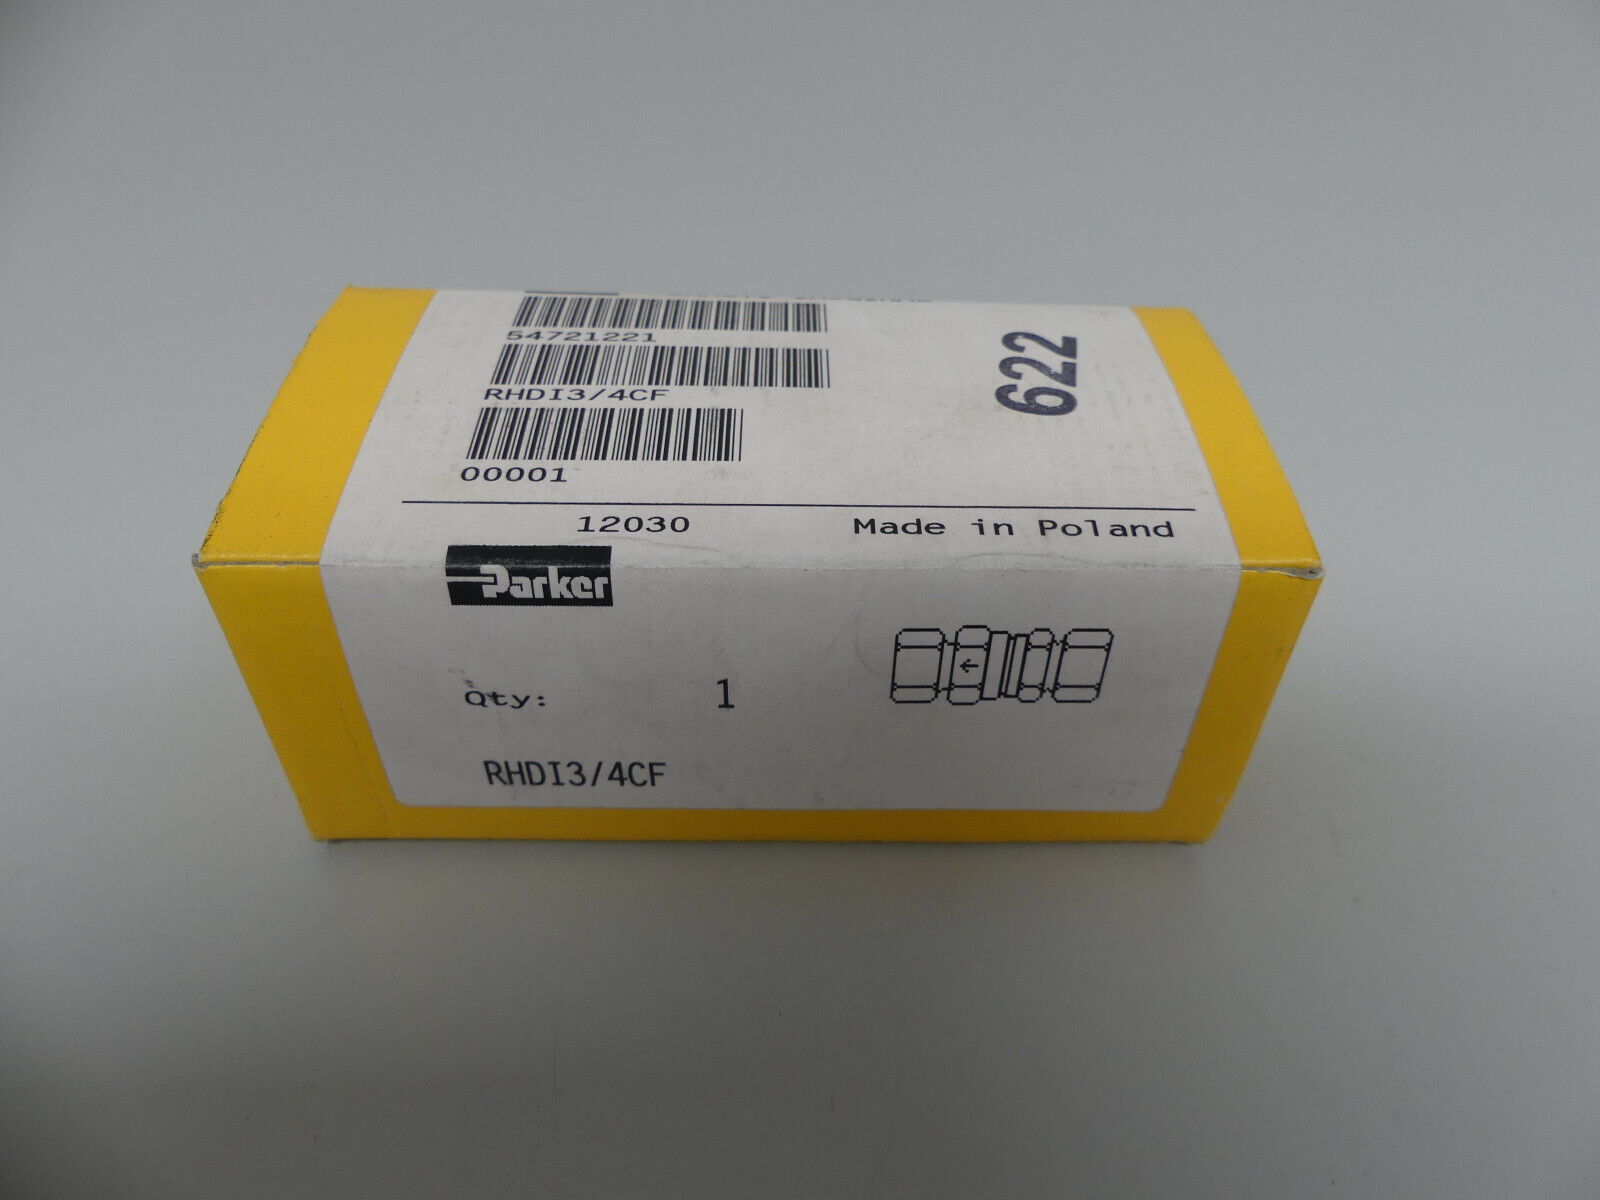 54721221
RHDI3/4CF
00001
622
12030
Made in Poland
Parker
Qty: 1
RHDI3/4CF